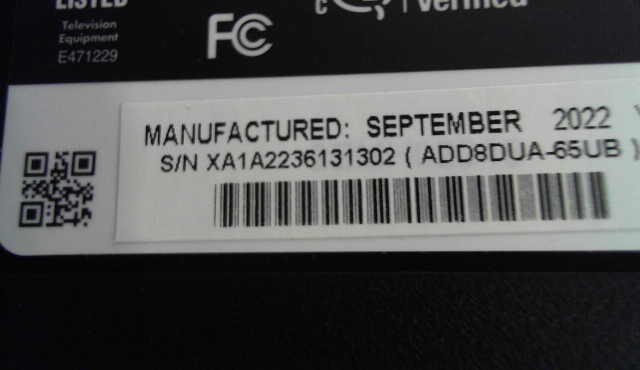 LISTED
Television
Equipment
E471229
FC
c
Verified
MANUFACTURED: SEPTEMBER 2022
S/N XA1A2236131302 ( ADD8DUA-65UB )